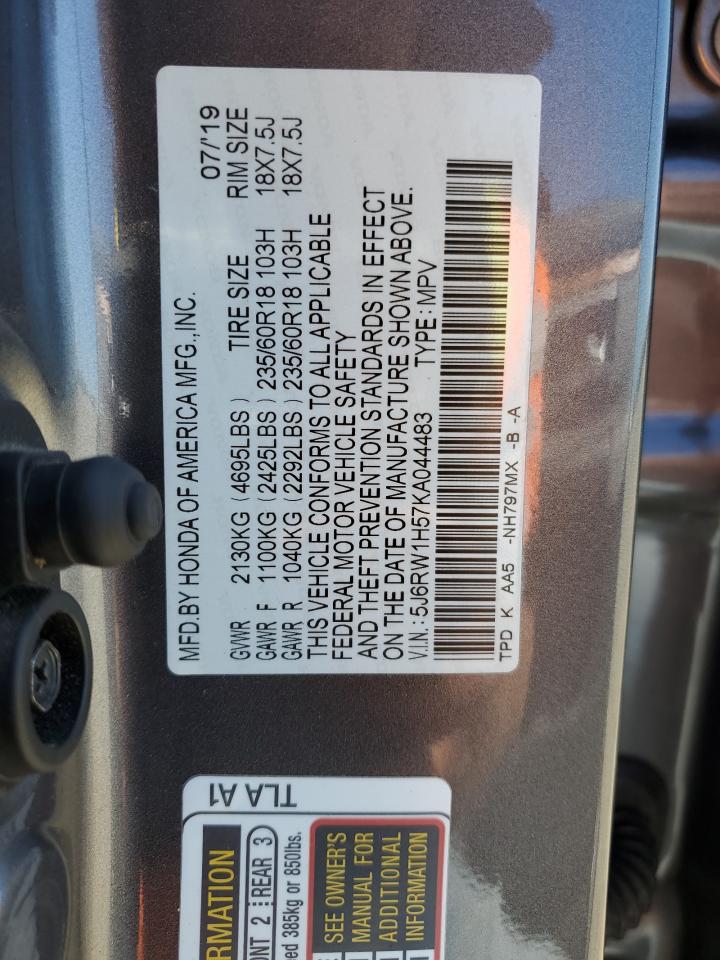 MFD.BY HONDA OF AMERICA MFG.,INC. 07/'19
GVWR 2130KG (4695LBS) TIRE SIZE RIM SIZE
GAWR F 1100KG (2425LBS) 235/60R18 103H 18X7.5J
GAWR R 1040KG (2292LBS) 235/60R18 103H 18X7.5J
THIS VEHICLE CONFORMS TO ALL APPLICABLE
FEDERAL MOTOR VEHICLE SAFETY
AND THEFT PREVENTION STANDARDS IN EFFECT
ON THE DATE OF MANUFACTURE SHOWN ABOVE.
V.I.N.: 5J6RW1H57KA044483 TYPE: MPV
TPD K AA5 -NH797MX -B -A
TLA A1
RMATION
ONT 2 REAR 3
ed 385kg or 850lbs.
SEE OWNER'S
MANUAL FOR
ADDITIONAL
INFORMATION